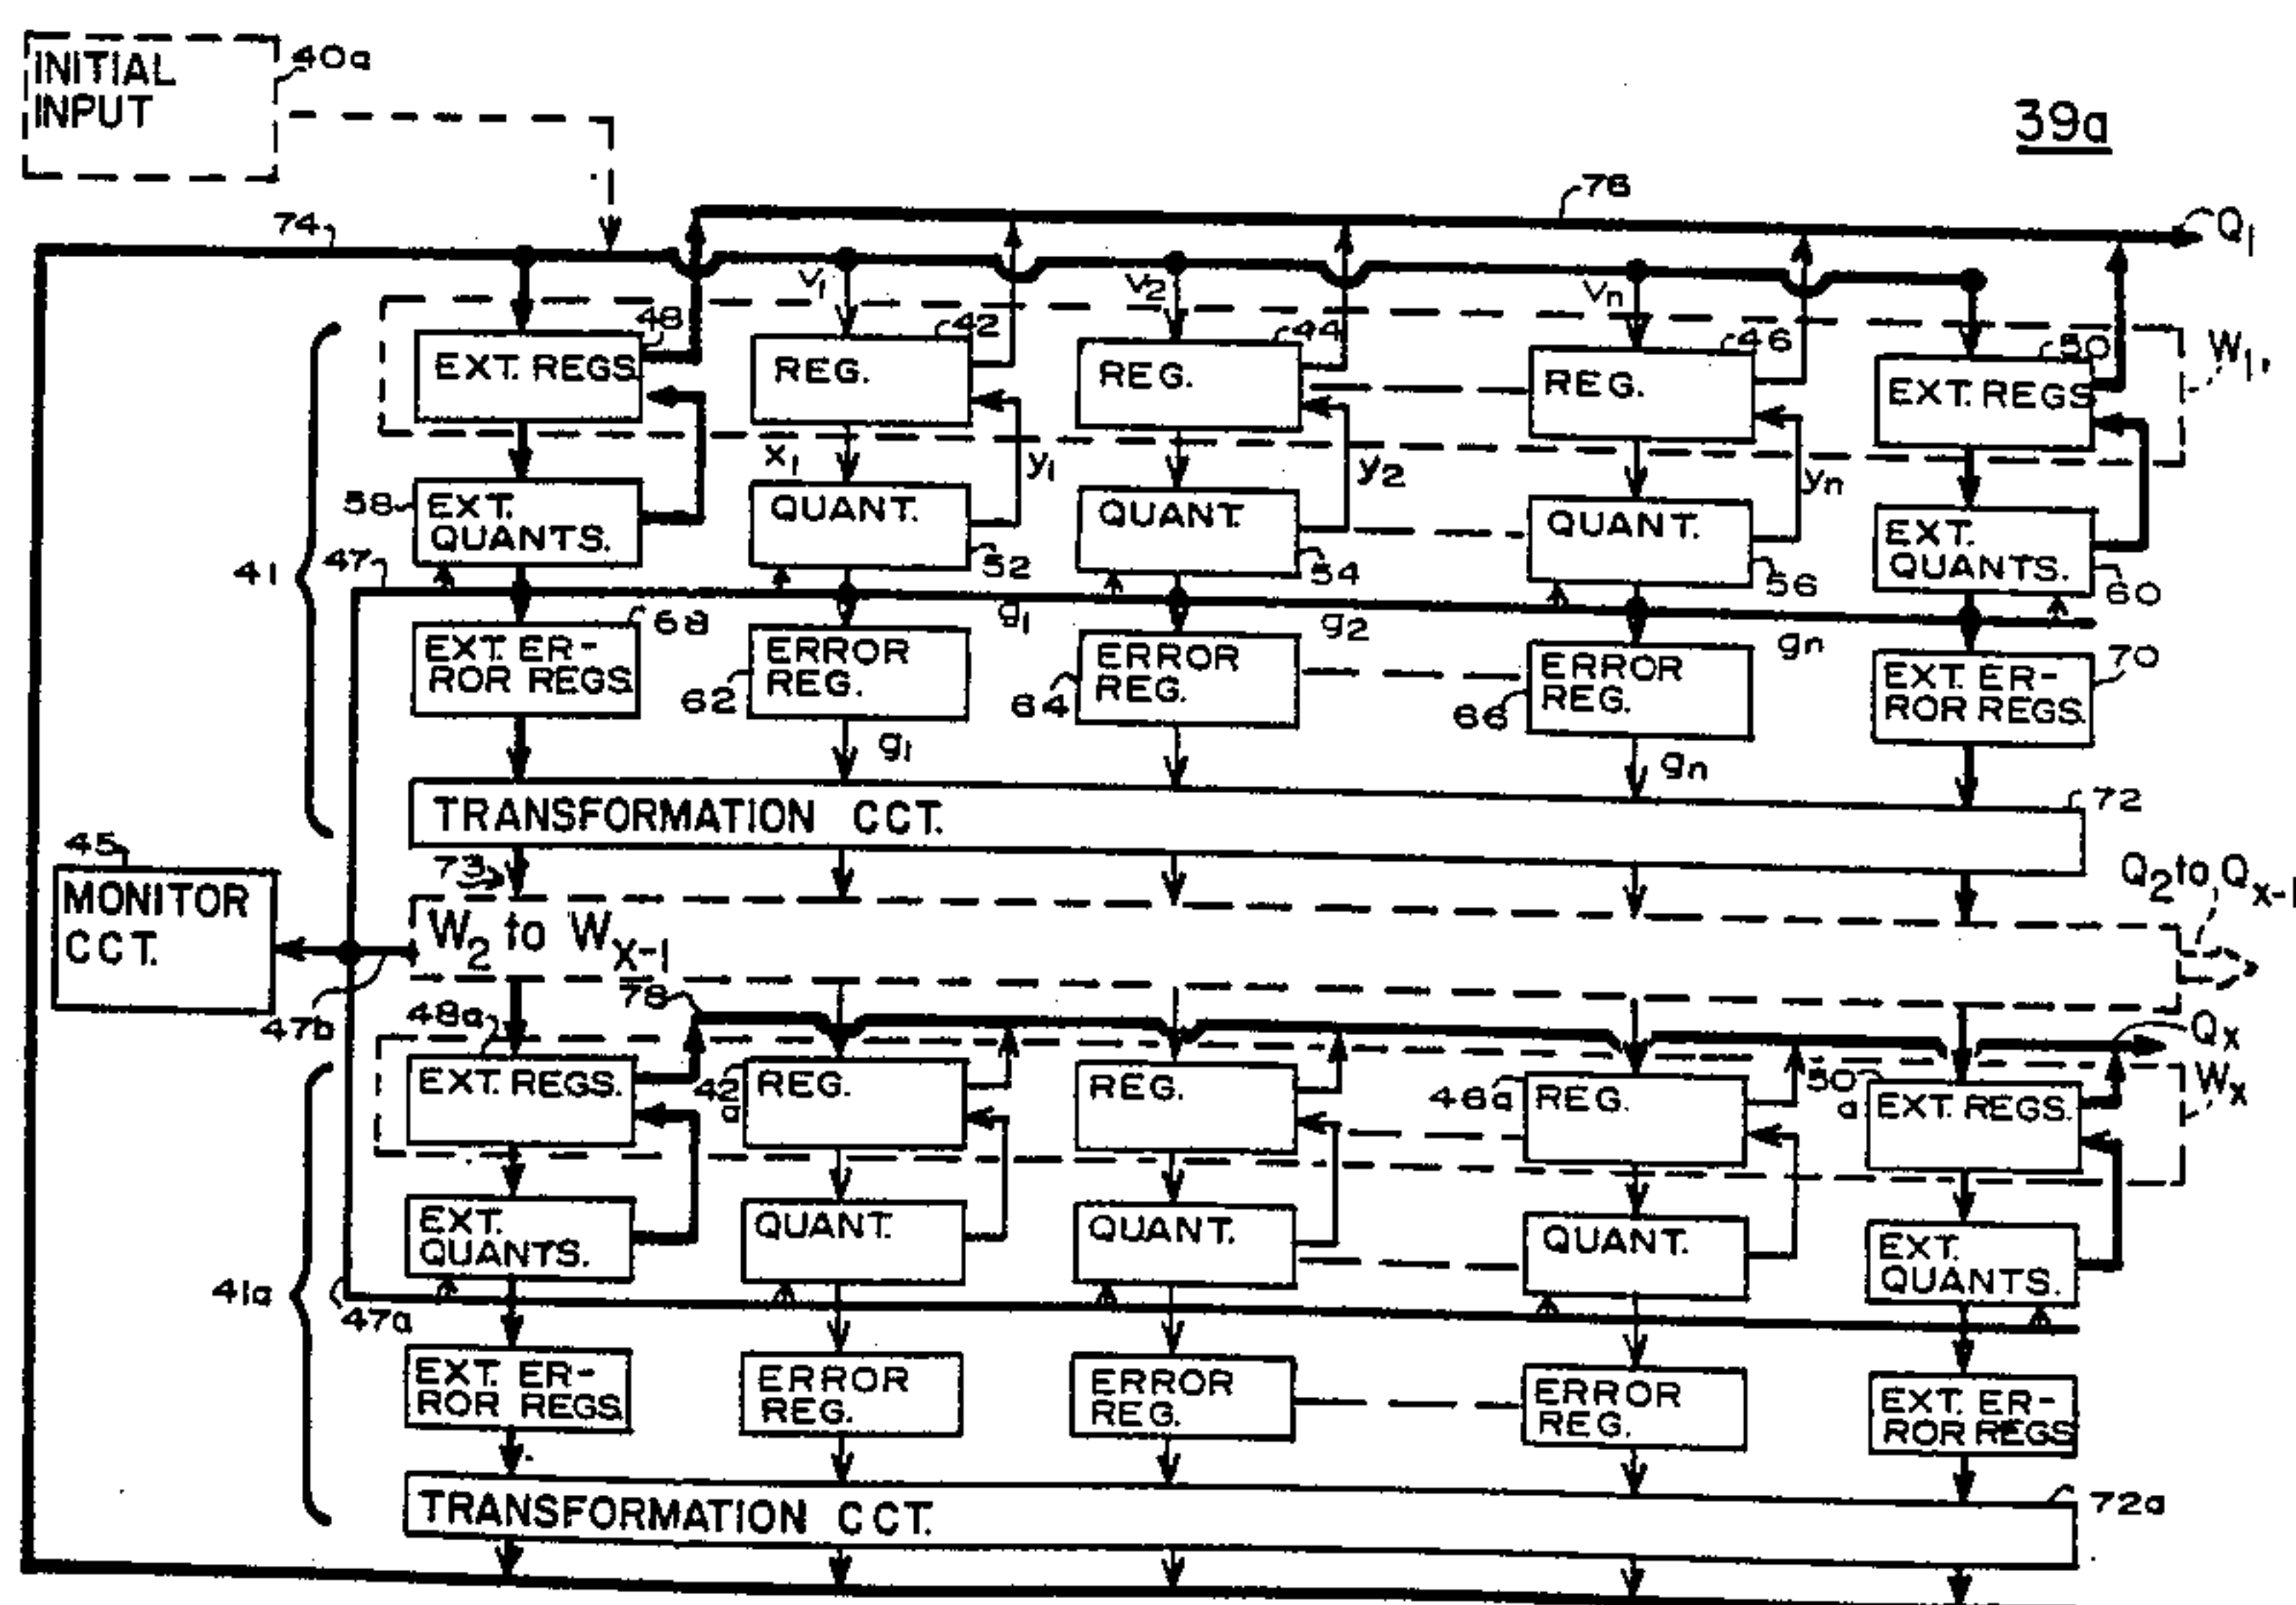 INITIAL
INPUT
40a
39a
76
Q1
74
V1
V2
Vn
48
42
44
46
50
W1,
EXT. REGS.
REG.
REG.
REG.
EXT. REGS
x1
y1
y2
yn
58
EXT.
QUANTS.
QUANT.
QUANT.
QUANT.
EXT.
QUANTS.
41
47
52
54
56
60
g1
g2
gn
68
EXT. ER-
ROR REGS.
62
ERROR
REG.
64
ERROR
REG.
66
ERROR
REG.
70
EXT. ER-
ROR REGS.
g1
gn
TRANSFORMATION CCT.
72
45
MONITOR
CCT.
73
W2 to Wx-1
Q2 to Qx-1
47b
78
48a
Qx
EXT. REGS.
42
a
REG.
REG.
46a
REG.
50
a
EXT. REGS.
Wx
EXT.
QUANTS.
QUANT.
QUANT.
QUANT.
EXT.
QUANTS.
41a
47a
EXT. ER-
ROR REGS.
ERROR
REG.
ERROR
REG.
ERROR
REG.
EXT. ER-
ROR REGS
TRANSFORMATION CCT.
72a